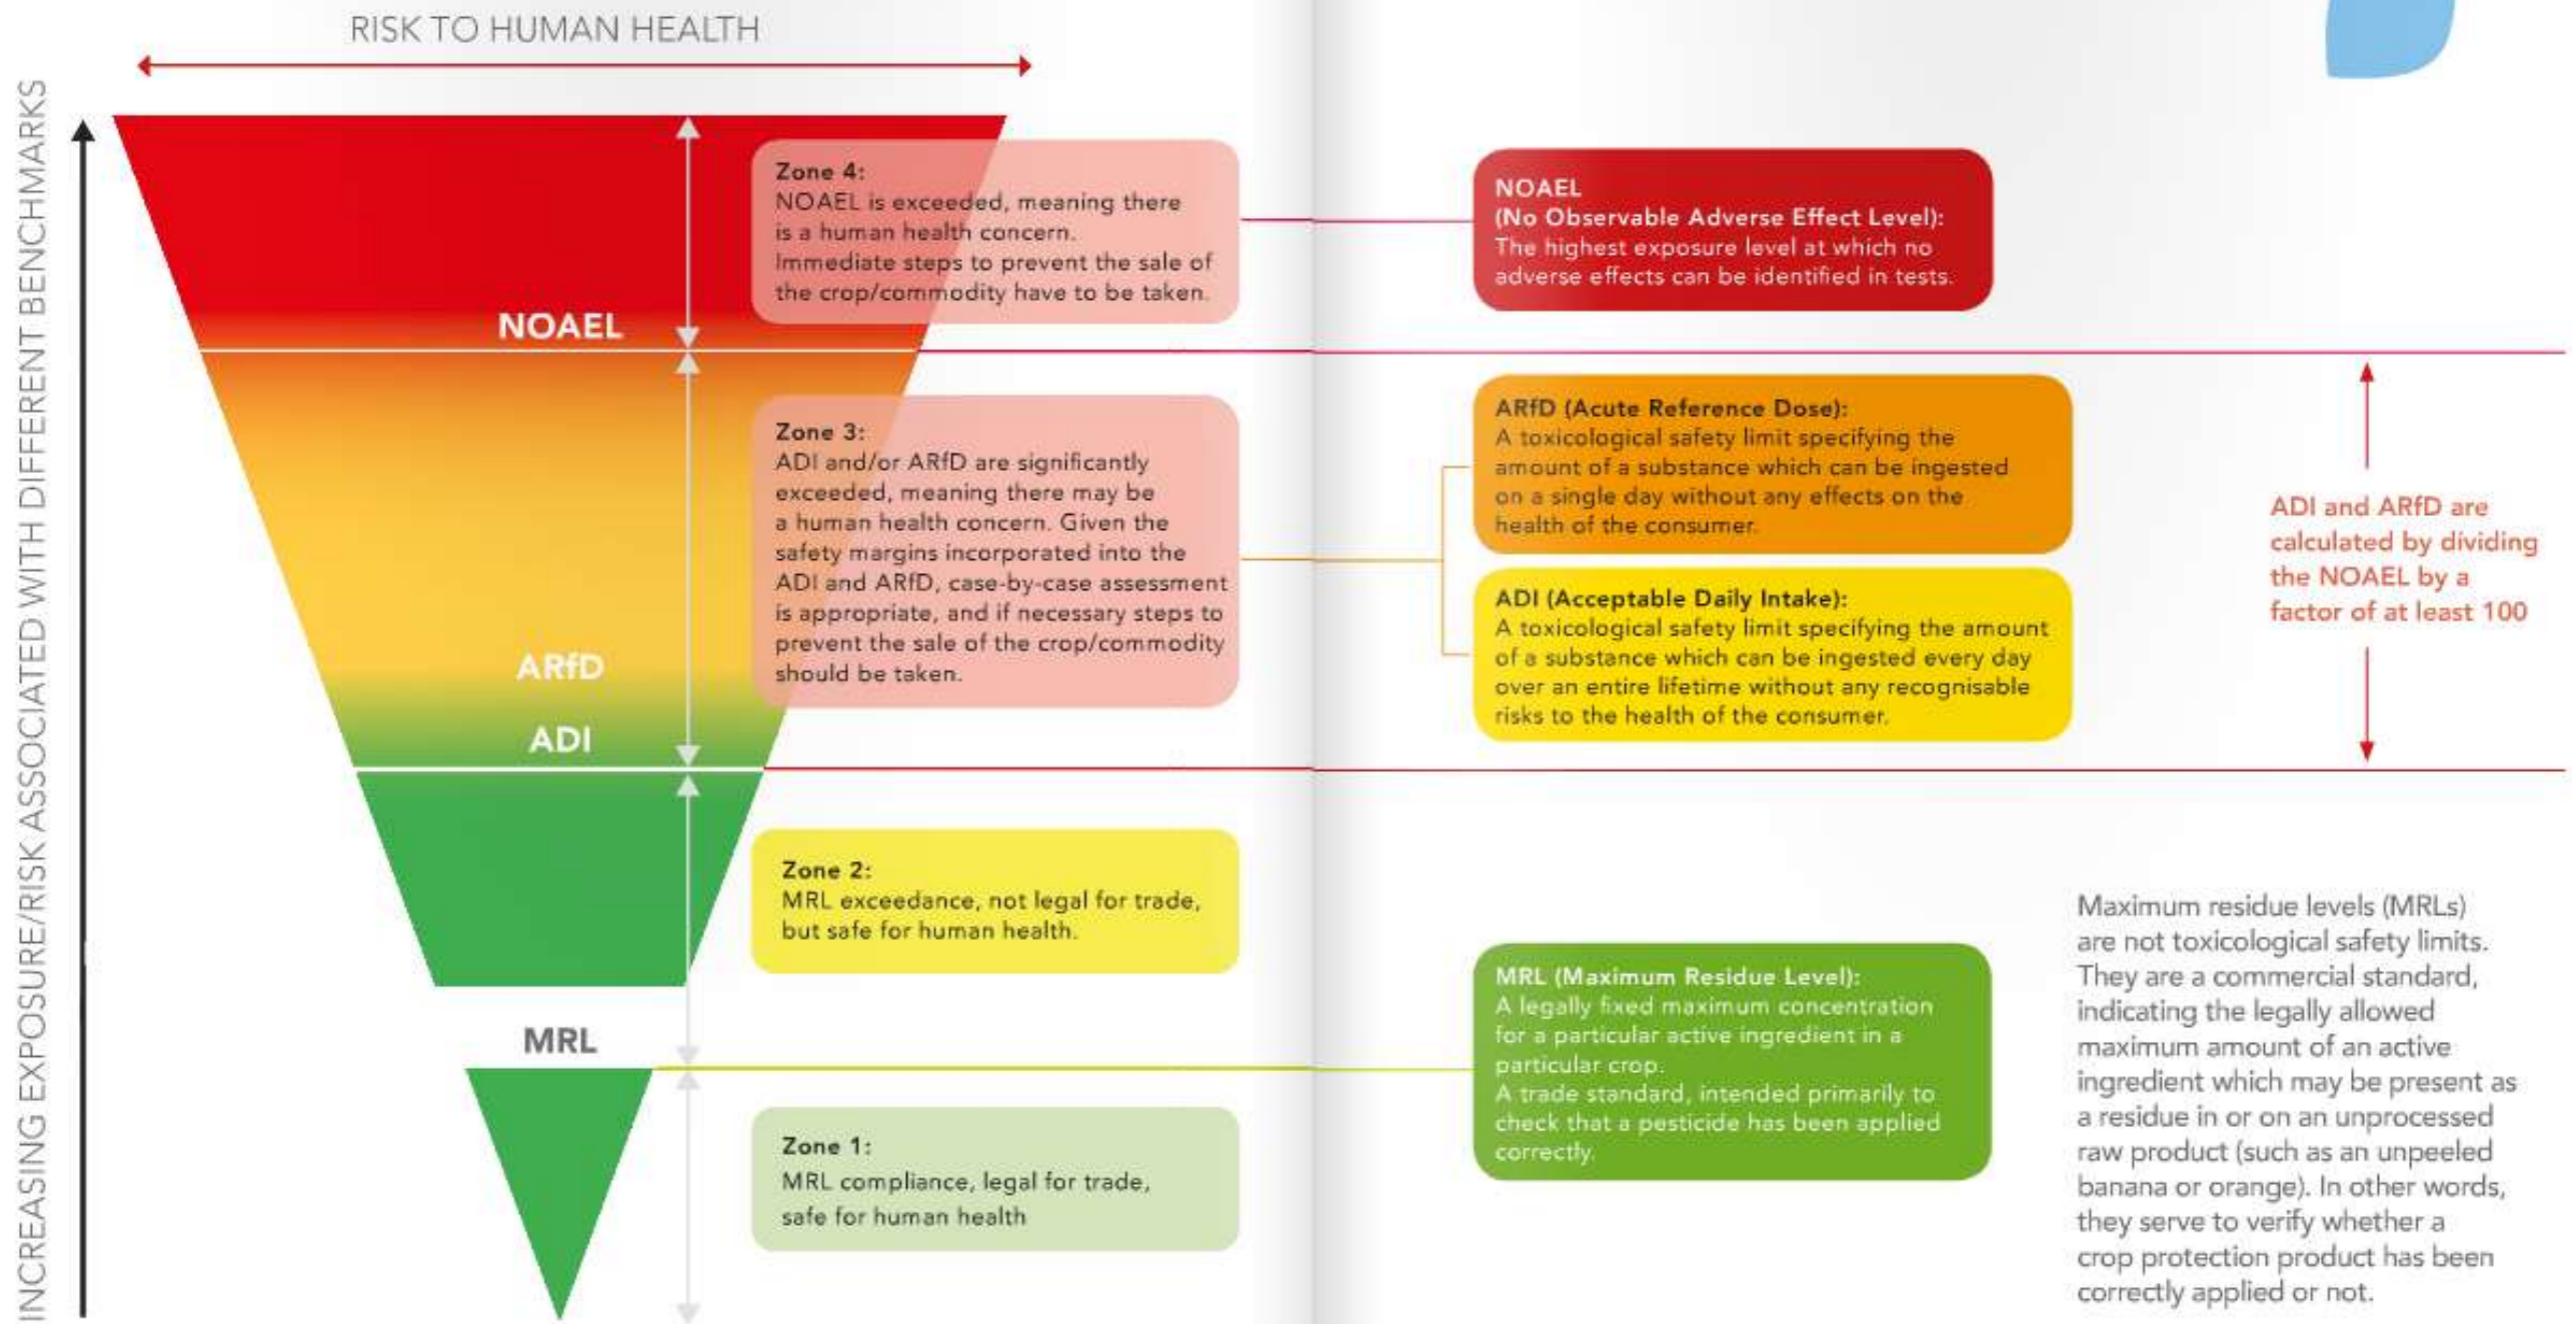 RISK TO HUMAN HEALTH
INCREASING EXPOSURE/RISK ASSOCIATED WITH DIFFERENT BENCHMARKS
Zone 4:
NOAEL is exceeded, meaning there
is a human health concern.
Immediate steps to prevent the sale of
the crop/commodity have to be taken.
NOAEL
(No Observable Adverse Effect Level):
The highest exposure level at which no
adverse effects can be identified in tests.
NOAEL
Zone 3:
ADI and/or ARfD are significantly
exceeded, meaning there may be
a human health concern. Given the
safety margins incorporated into the
ADI and ARfD, case-by-case assessment
is appropriate, and if necessary steps to
prevent the sale of the crop/commodity
should be taken.
ARfD (Acute Reference Dose):
A toxicological safety limit specifying the
amount of a substance which can be ingested
on a single day without any effects on the
health of the consumer.
ADI (Acceptable Daily Intake):
A toxicological safety limit specifying the amount
of a substance which can be ingested every day
over an entire lifetime without any recognisable
risks to the health of the consumer.
ADI and ARfD are
calculated by dividing
the NOAEL by a
factor of at least 100
ARfD
ADI
Zone 2:
MRL exceedance, not legal for trade,
but safe for human health.
MRL
MRL (Maximum Residue Level):
A legally fixed maximum concentration
for a particular active ingredient in a
particular crop.
A trade standard, intended primarily to
check that a pesticide has been applied
correctly.
Maximum residue levels (MRLs)
are not toxicological safety limits.
They are a commercial standard,
indicating the legally allowed
maximum amount of an active
ingredient which may be present as
a residue in or on an unprocessed
raw product (such as an unpeeled
banana or orange). In other words,
they serve to verify whether a
crop protection product has been
correctly applied or not.
Zone 1:
MRL compliance, legal for trade,
safe for human health